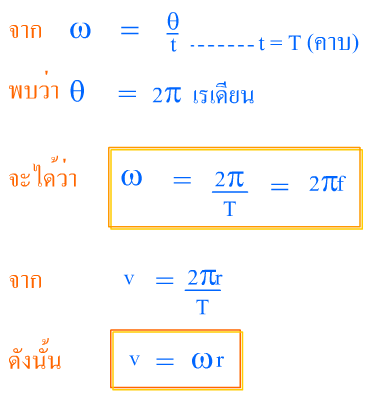 จาก ω = θ/t -------t = T (คาบ)
พบว่า θ = 2π เรเดียน
จะได้ว่า ω = 2π/T = 2πf
จาก v = 2πr/T
ดังนั้น v = ωr